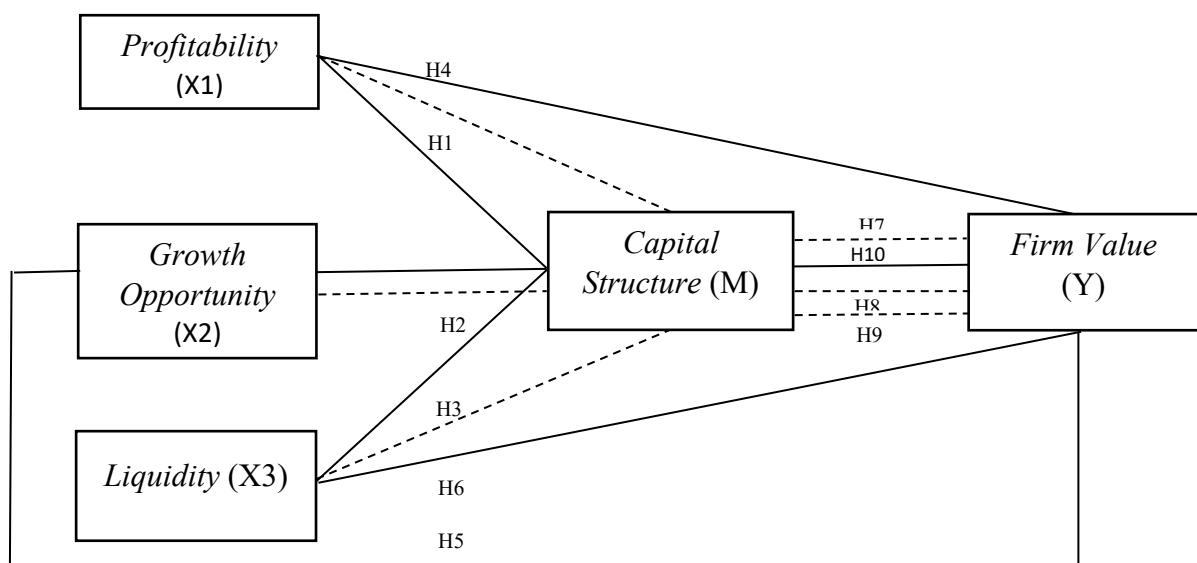 Profitability
(X1)
H4
H1
Growth
Opportunity
(X2)
Capital
Structure (M)
H7
H10
H8
H9
Firm Value
(Y)
H2
H3
Liquidity (X3)
H6
H5